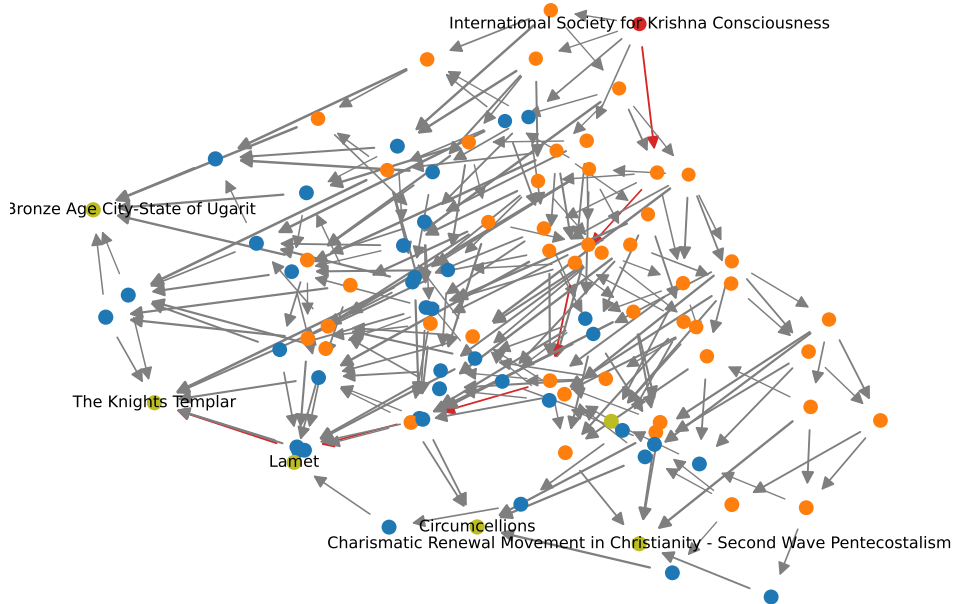 International Society for Krishna Consciousness
Bronze Age City-State of Ugarit
The Knights Templar
Lamet
Circumcellions
Charismatic Renewal Movement in Christianity - Second Wave Pentecostalism